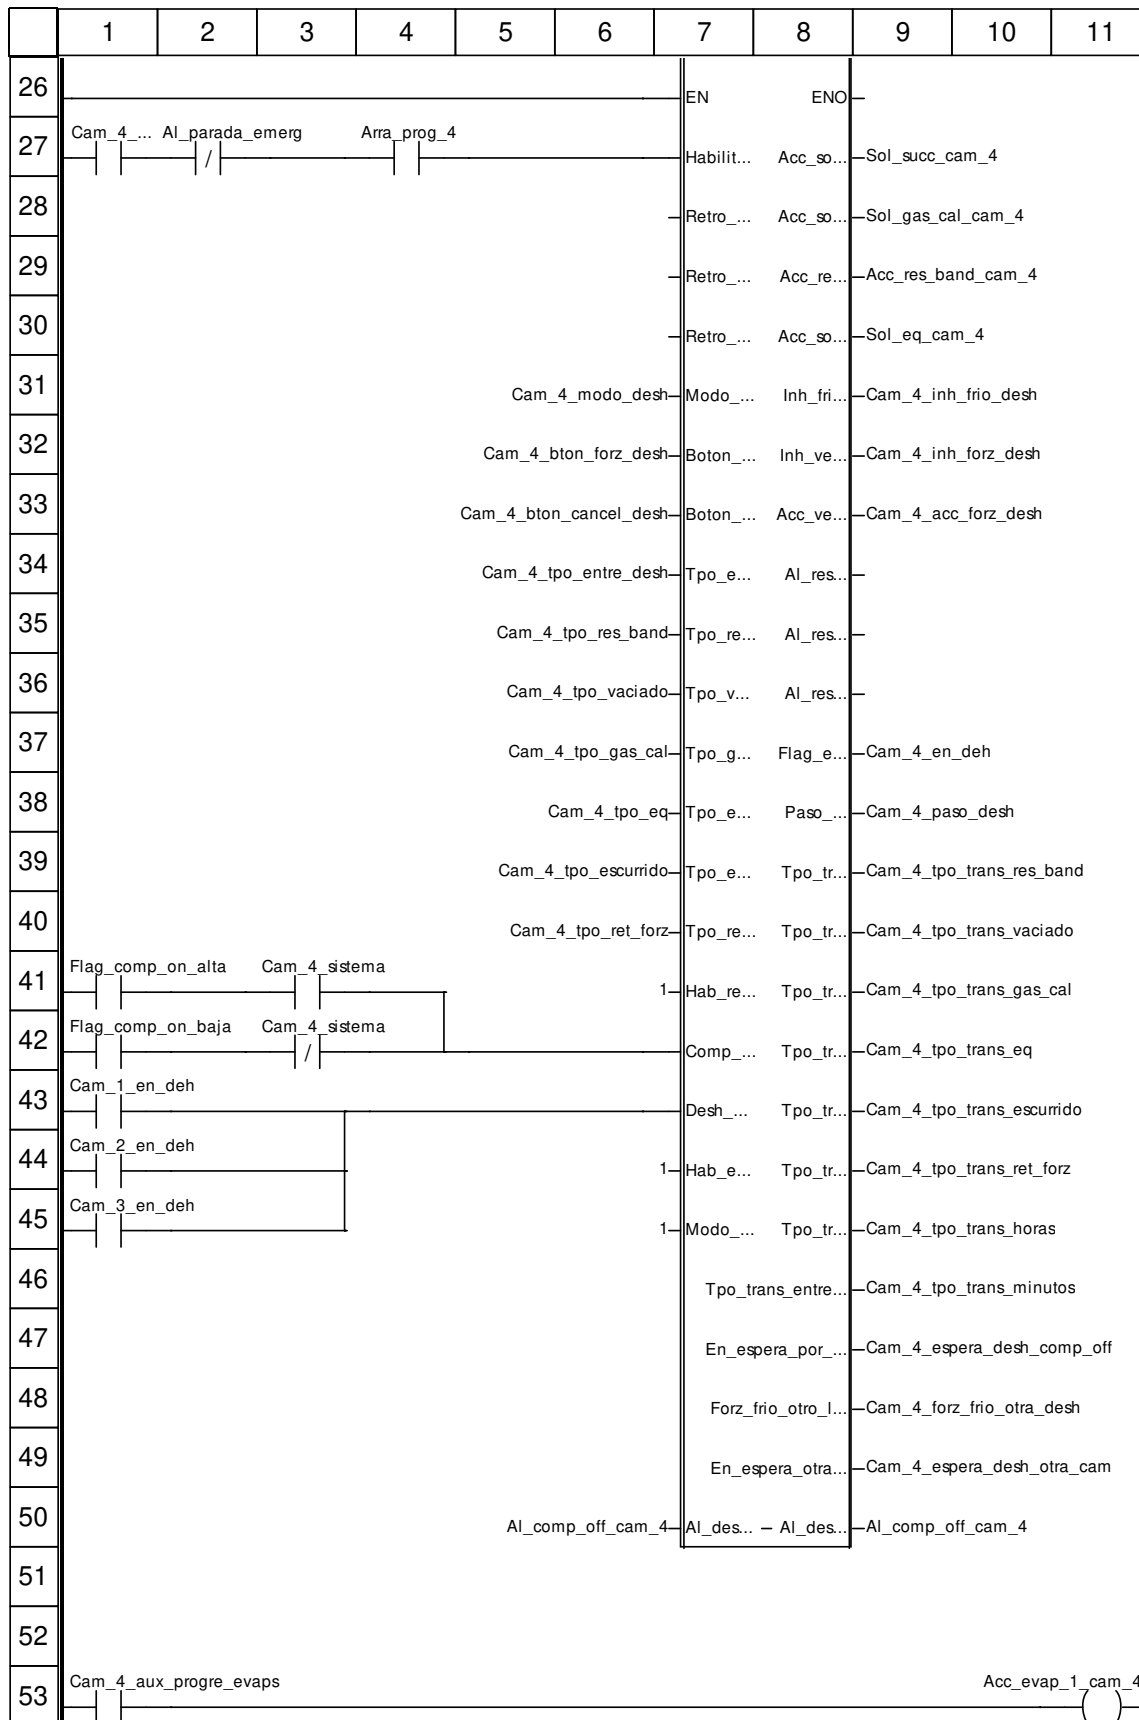 1 2 3 4 5 6 7 8 9 10 11
26 EN ENO
Cam_4_... Al_parada_emerg Arra_prog_4
27 / Habilit... Acc_so... Sol_succ_cam_4
28 Retro_... Acc_so... Sol_gas_cal_cam_4
29 Retro_... Acc_re... Acc_res_band_cam_4
30 Retro_... Acc_so... Sol_eq_cam_4
31 Cam_4_modo_desh Modo_... Inh_fri... Cam_4_inh_frio_desh
32 Cam_4_bton_forz_desh Boton_... Inh_ve... Cam_4_inh_forz_desh
33 Cam_4_bton_cancel_desh Boton_... Acc_ve... Cam_4_acc_forz_desh
34 Cam_4_tpo_entre_desh Tpo_e... Al_res...
35 Cam_4_tpo_res_band Tpo_re... Al_res...
36 Cam_4_tpo_vaciado Tpo_v... Al_res...
37 Cam_4_tpo_gas_cal Tpo_g... Flag_e... Cam_4_en_deh
38 Cam_4_tpo_eq Tpo_e... Paso_... Cam_4_paso_desh
39 Cam_4_tpo_escurrido Tpo_e... Tpo_tr... Cam_4_tpo_trans_res_band
40 Cam_4_tpo_ret_forz Tpo_re... Tpo_tr... Cam_4_tpo_trans_vaciado
Flag_comp_on_alta Cam_4_sistema
41 1 Hab_re... Tpo_tr... Cam_4_tpo_trans_gas_cal
Flag_comp_on_baja Cam_4_sistema
42 / Comp_... Tpo_tr... Cam_4_tpo_trans_eq
Cam_1_en_deh
43 Desh_... Tpo_tr... Cam_4_tpo_trans_escurrido
Cam_2_en_deh
44 1 Hab_e... Tpo_tr... Cam_4_tpo_trans_ret_forz
Cam_3_en_deh
45 1 Modo_... Tpo_tr... Cam_4_tpo_trans_horas
46 Tpo_trans_entre... Cam_4_tpo_trans_minutos
47 En_espera_por_... Cam_4_espera_desh_comp_off
48 Forz_frio_otro_l... Cam_4_forz_frio_otra_desh
49 En_espera_otra... Cam_4_espera_desh_otra_cam
50 Al_comp_off_cam_4 Al_des... – Al_des... Al_comp_off_cam_4
51
52
Cam_4_aux_progre_evaps Acc_evap_1_cam_4
53